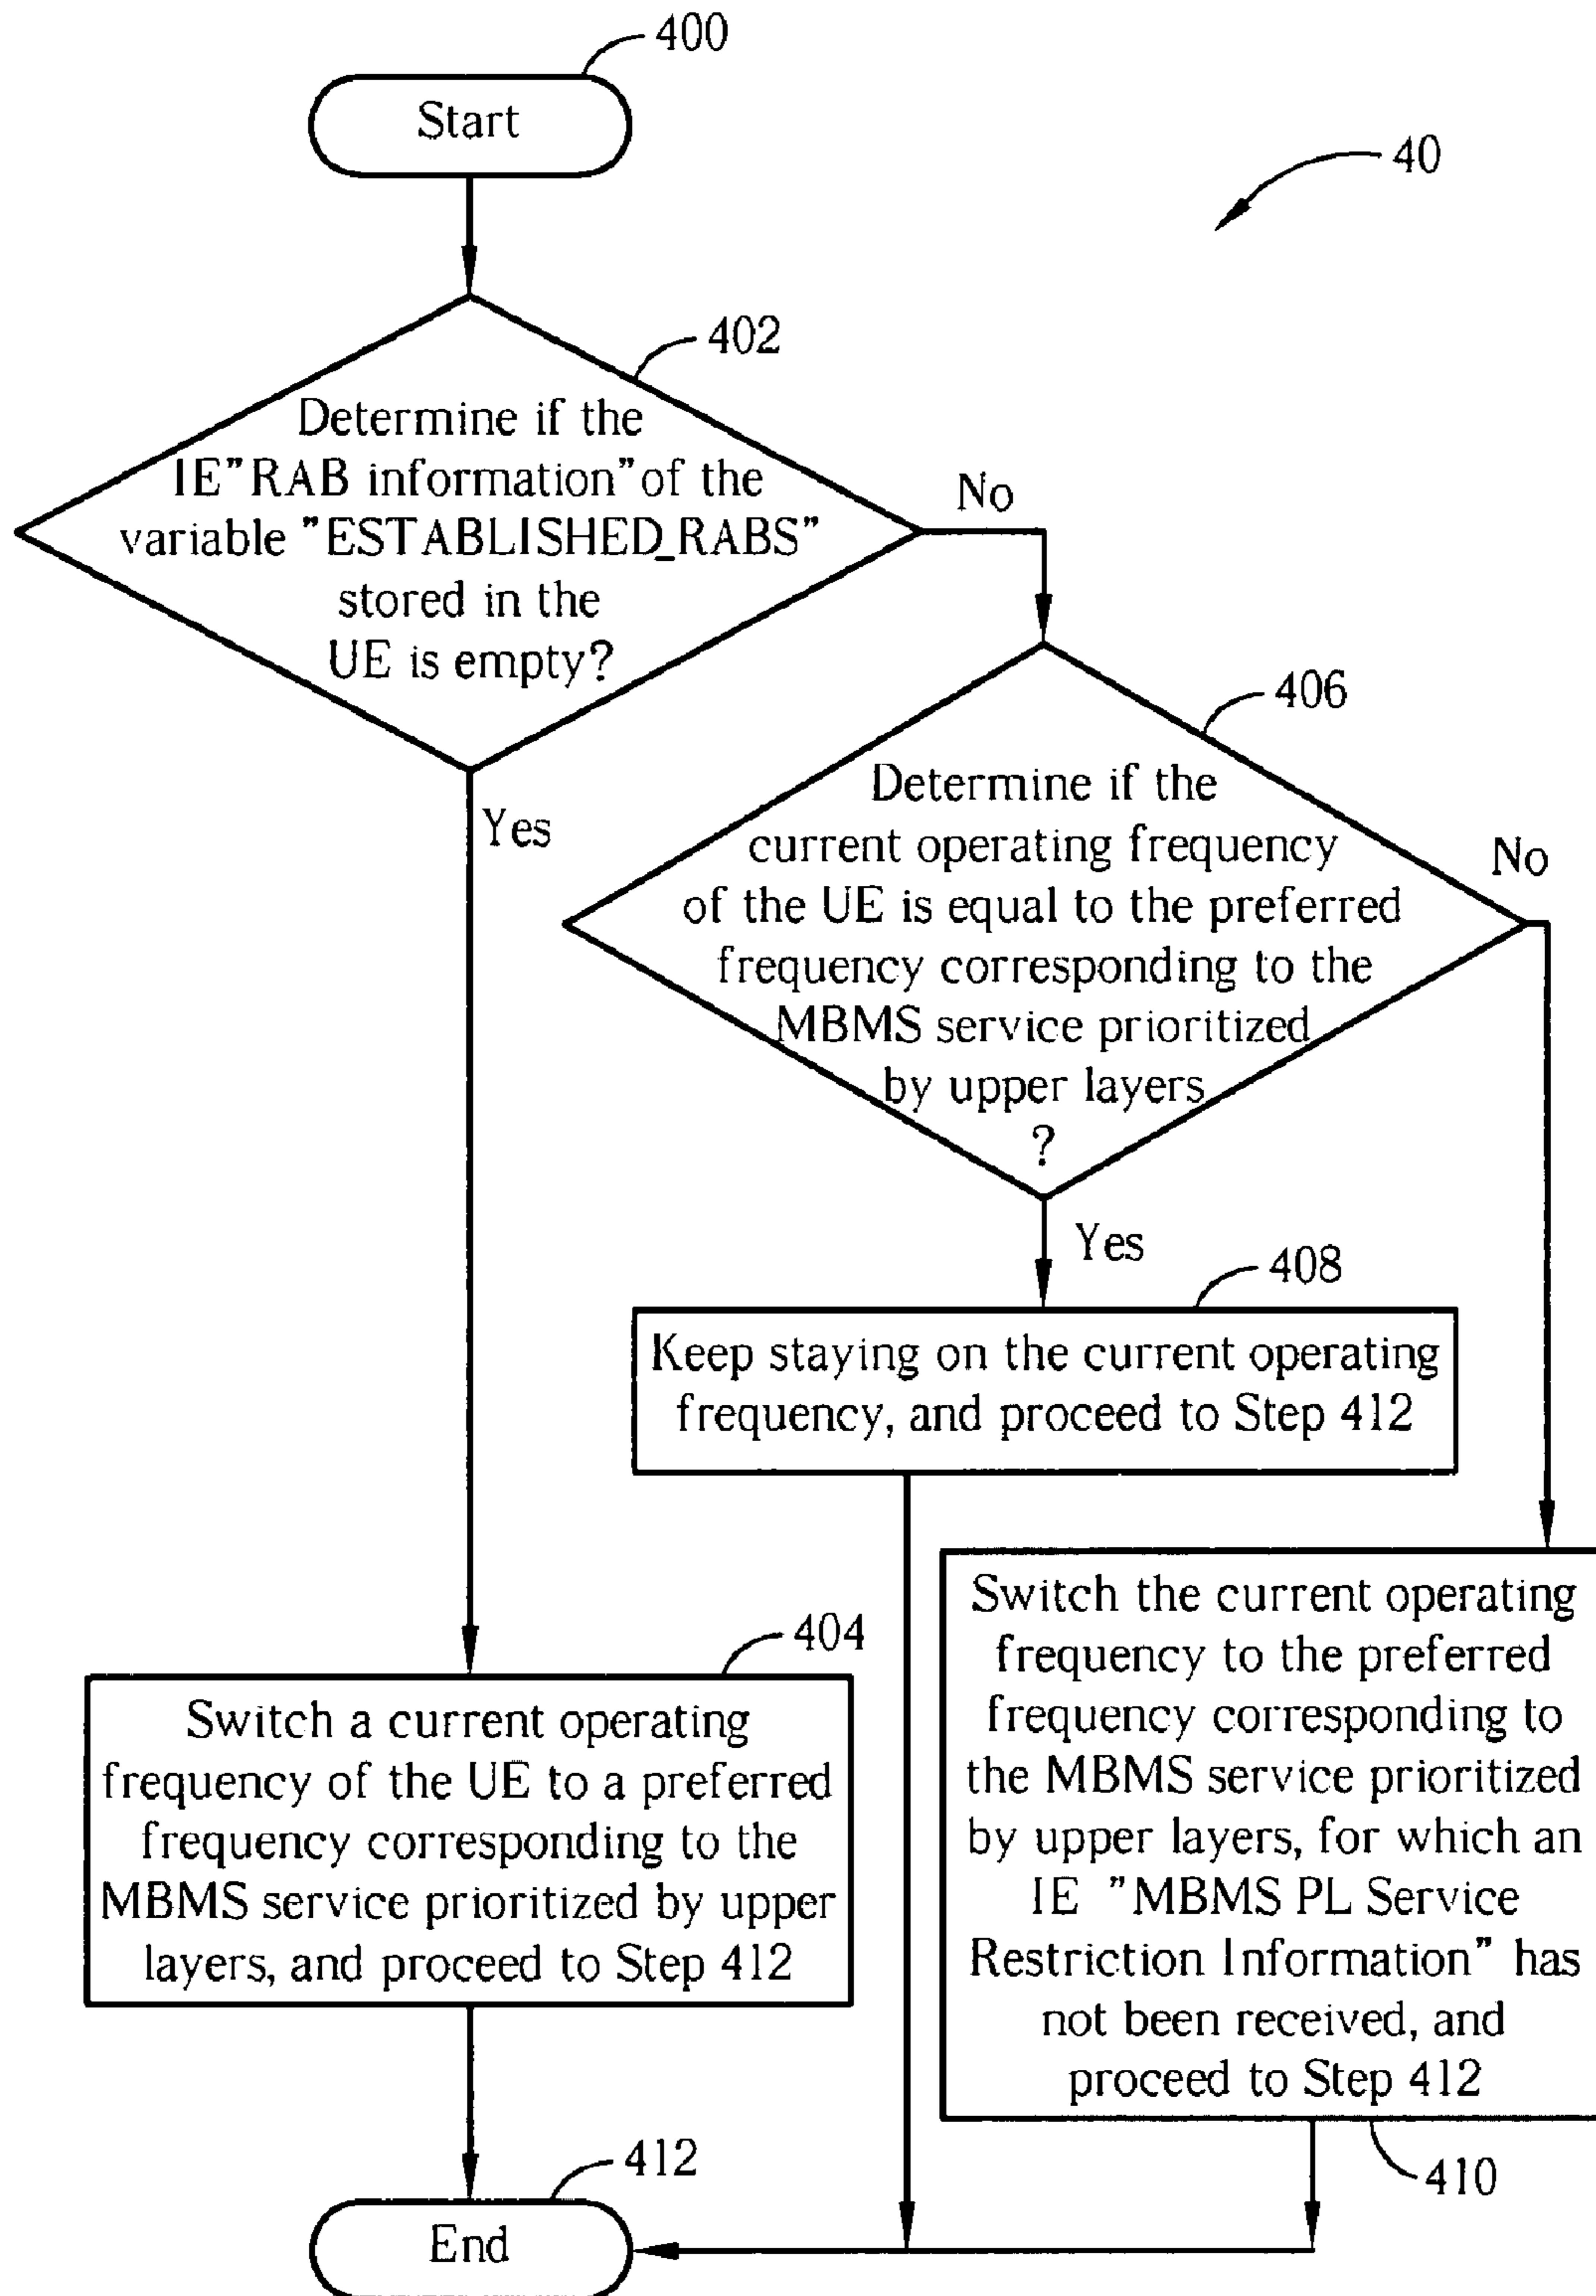 400
Start
40
402
Determine if the
IE"RAB information"of the
variable "ESTABLISHED_RABS"
stored in the
UE is empty?
No
Yes
406
Determine if the
current operating frequency
of the UE is equal to the preferred
frequency corresponding to the
MBMS service prioritized
by upper layers
?
No
Yes
408
Keep staying on the current operating
frequency, and proceed to Step 412
404
Switch a current operating
frequency of the UE to a preferred
frequency corresponding to the
MBMS service prioritized by upper
layers, and proceed to Step 412
Switch the current operating
frequency to the preferred
frequency corresponding to
the MBMS service prioritized
by upper layers, for which an
IE "MBMS PL Service
Restriction Information" has
not been received, and
proceed to Step 412
410
412
End